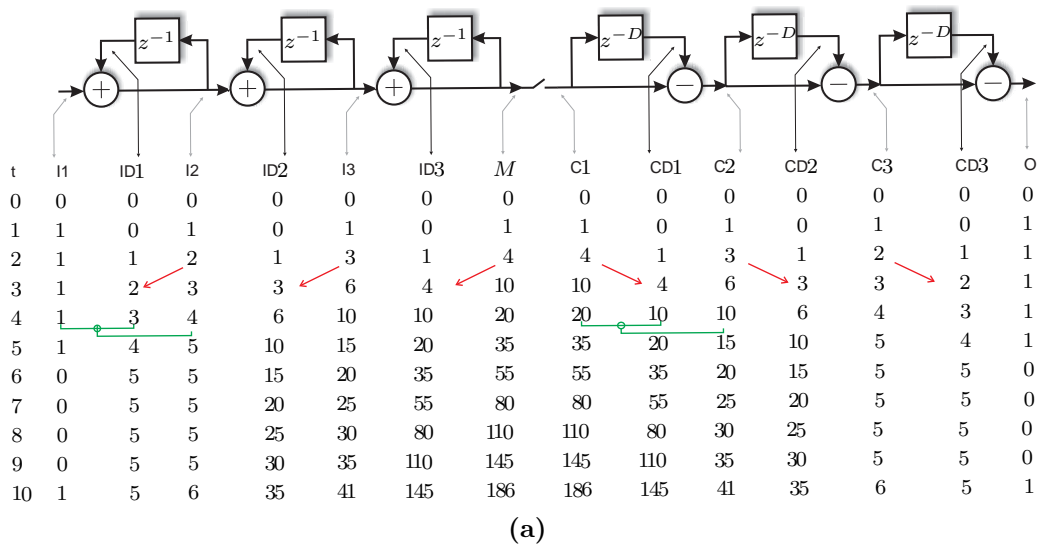 z⁻¹ z⁻¹ z⁻¹ z⁻ᴰ z⁻ᴰ z⁻ᴰ
+ + + − − −
t I1 ID1 I2 ID2 I3 ID3 M C1 CD1 C2 CD2 C3 CD3 O
0 0 0 0 0 0 0 0 0 0 0 0 0 0 0
1 1 0 1 0 1 0 1 1 0 1 0 1 0 1
2 1 1 2 1 3 1 4 4 1 3 1 2 1 1
3 1 2 3 3 6 4 10 10 4 6 3 3 2 1
4 1 3 4 6 10 10 20 20 10 10 6 4 3 1
5 1 4 5 10 15 20 35 35 20 15 10 5 4 1
6 0 5 5 15 20 35 55 55 35 20 15 5 5 0
7 0 5 5 20 25 55 80 80 55 25 20 5 5 0
8 0 5 5 25 30 80 110 110 80 30 25 5 5 0
9 0 5 5 30 35 110 145 145 110 35 30 5 5 0
10 1 5 6 35 41 145 186 186 145 41 35 6 5 1
(a)